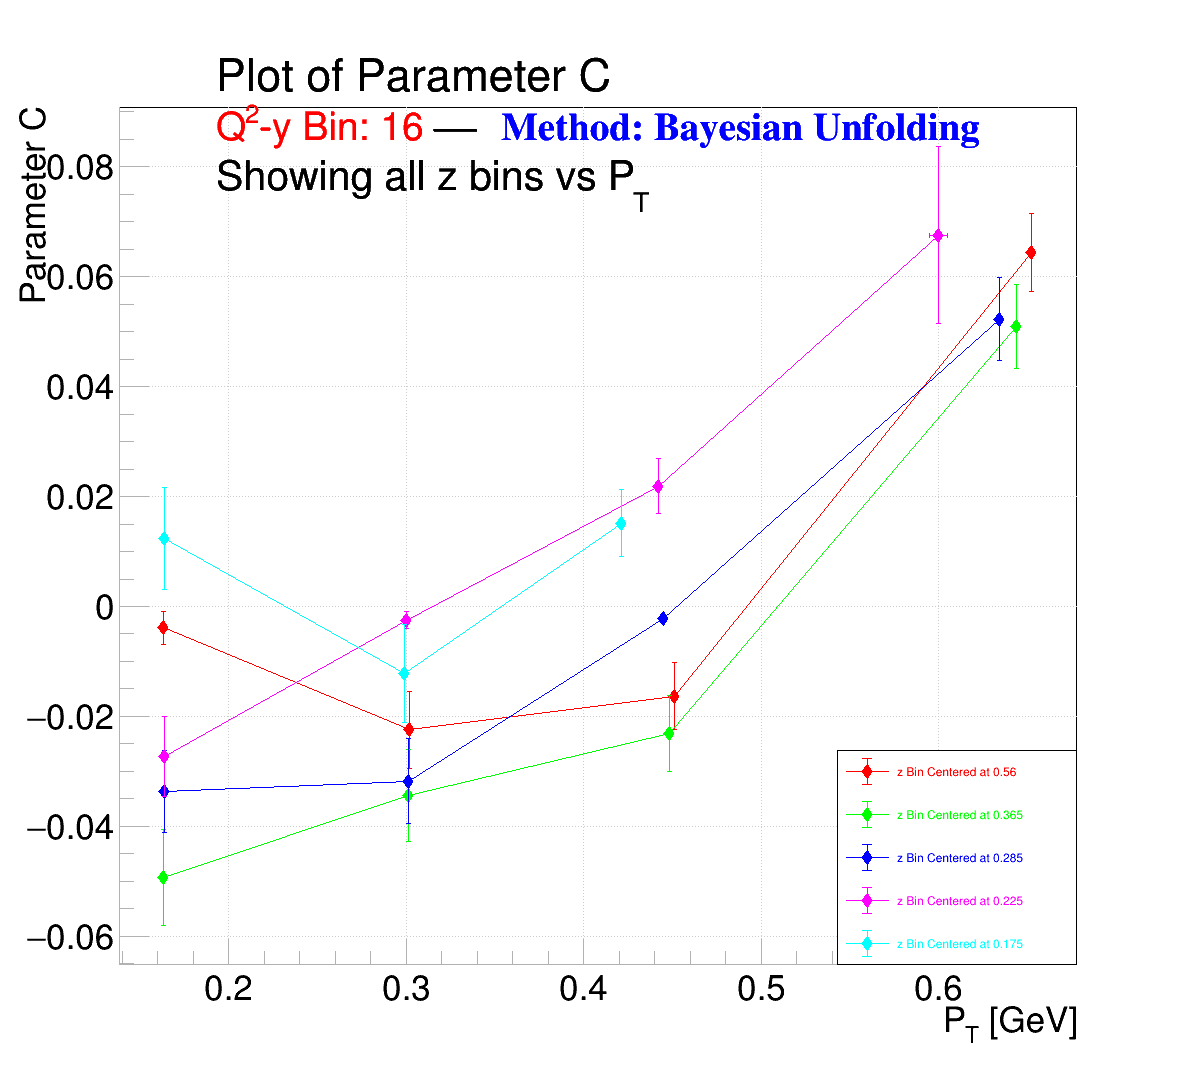 Plot of Parameter C
Q²-y Bin: 16 — Method: Bayesian Unfolding
Showing all z bins vs P_T
Parameter C
0.08
0.06
0.04
0.02
0
−0.02
−0.04
−0.06
z Bin Centered at 0.56
z Bin Centered at 0.365
z Bin Centered at 0.285
z Bin Centered at 0.225
z Bin Centered at 0.175
0.2 0.3 0.4 0.5 0.6
P_T [GeV]